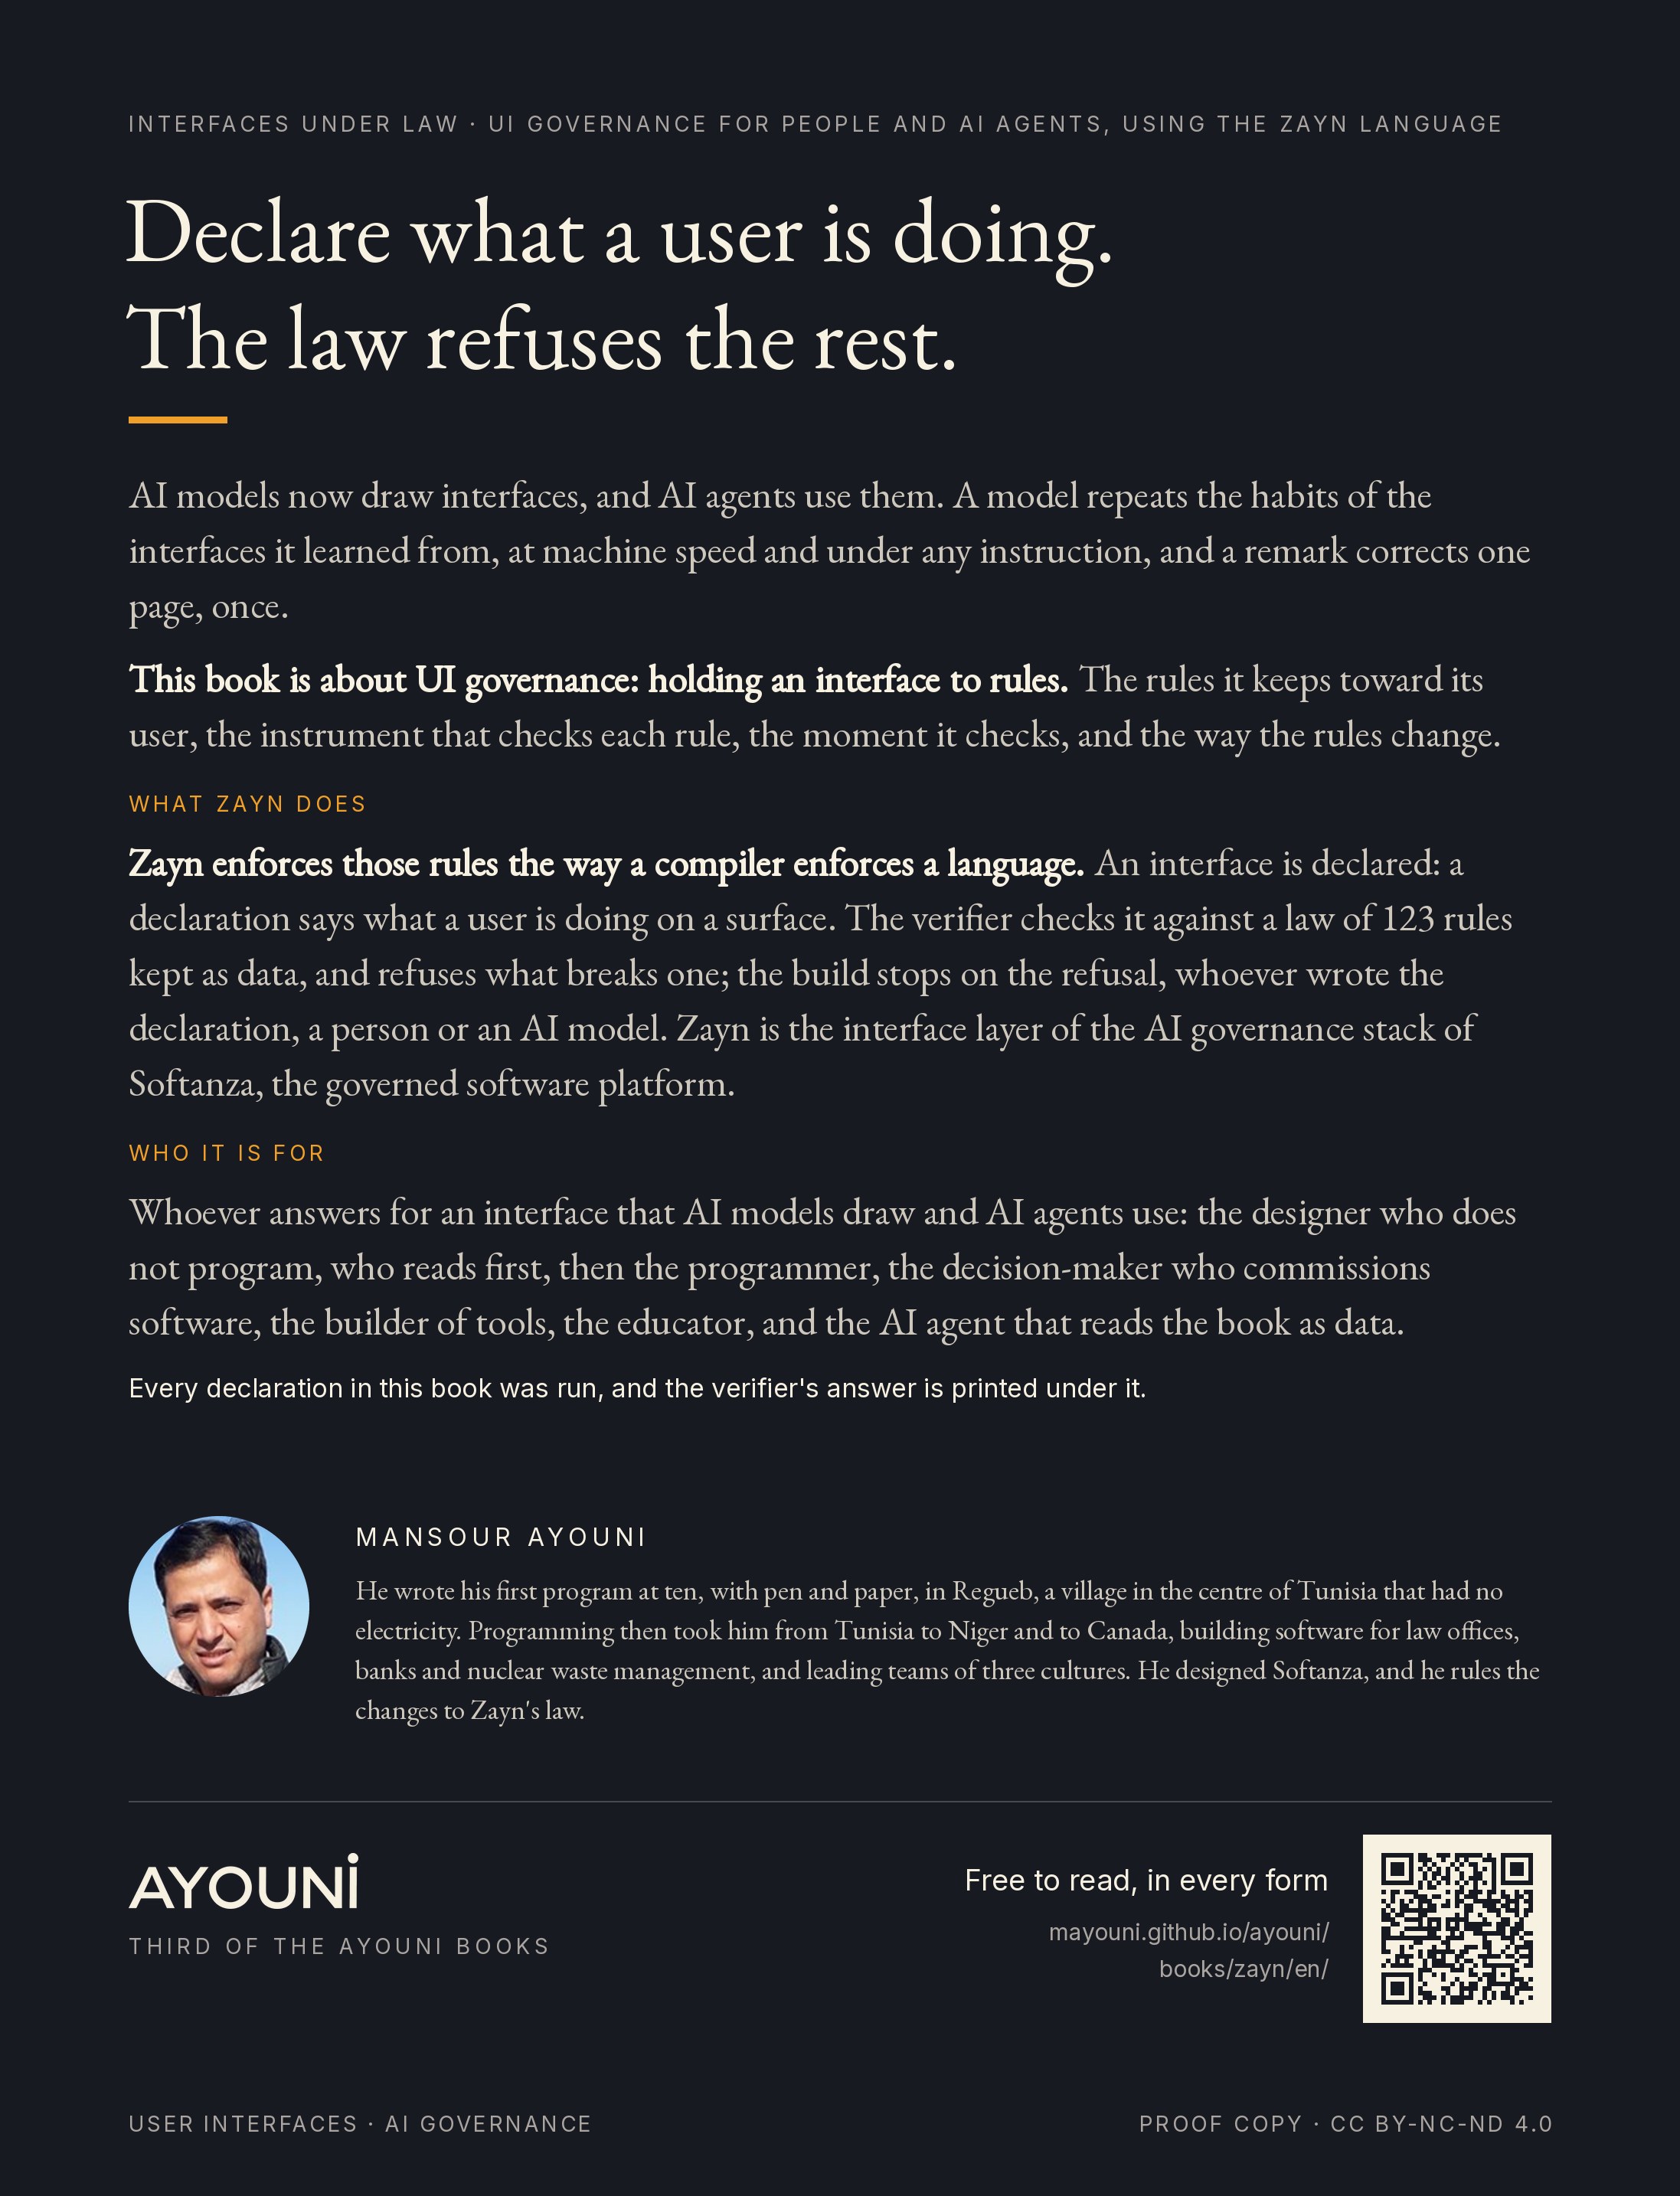 INTERFACES UNDER LAW · UI GOVERNANCE FOR PEOPLE AND AI AGENTS, USING THE ZAYN LANGUAGE
Declare what a user is doing.
The law refuses the rest.
AI models now draw interfaces, and AI agents use them. A model repeats the habits of the
interfaces it learned from, at machine speed and under any instruction, and a remark corrects one
page, once.
This book is about UI governance: holding an interface to rules. The rules it keeps toward its
user, the instrument that checks each rule, the moment it checks, and the way the rules change.
WHAT ZAYN DOES
Zayn enforces those rules the way a compiler enforces a language. An interface is declared: a
declaration says what a user is doing on a surface. The verifier checks it against a law of 123 rules
kept as data, and refuses what breaks one; the build stops on the refusal, whoever wrote the
declaration, a person or an AI model. Zayn is the interface layer of the AI governance stack of
Softanza, the governed software platform.
WHO IT IS FOR
Whoever answers for an interface that AI models draw and AI agents use: the designer who does
not program, who reads first, then the programmer, the decision-maker who commissions
software, the builder of tools, the educator, and the AI agent that reads the book as data.
Every declaration in this book was run, and the verifier's answer is printed under it.
MANSOUR AYOUNI
He wrote his first program at ten, with pen and paper, in Regueb, a village in the centre of Tunisia that had no
electricity. Programming then took him from Tunisia to Niger and to Canada, building software for law offices,
banks and nuclear waste management, and leading teams of three cultures. He designed Softanza, and he rules the
changes to Zayn's law.
AYOUNi
THIRD OF THE AYOUNI BOOKS
Free to read, in every form
mayouni.github.io/ayouni/
books/zayn/en/
USER INTERFACES · AI GOVERNANCE
PROOF COPY · CC BY-NC-ND 4.0